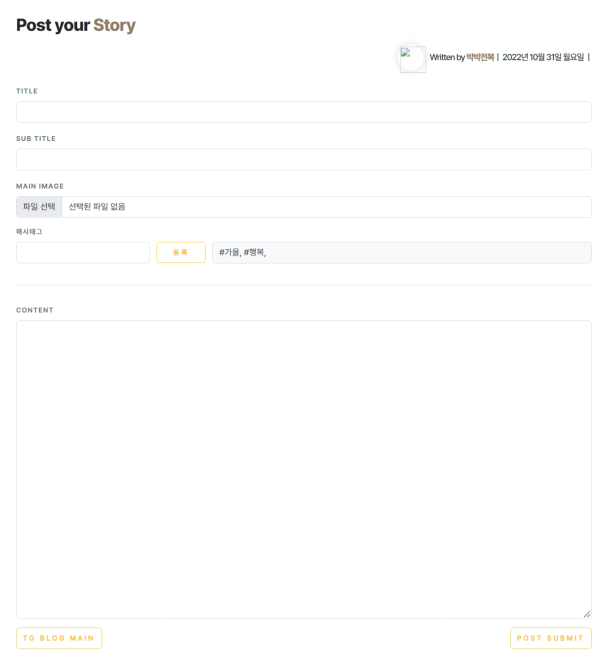 Post your Story
Written by 박박전복 | 2022년 10월 31일 월요일 |
TITLE
SUB TITLE
MAIN IMAGE
파일 선택 선택된 파일 없음
해시태그
등록 #가을, #행복,
CONTENT
TO BLOG MAIN POST SUBMIT